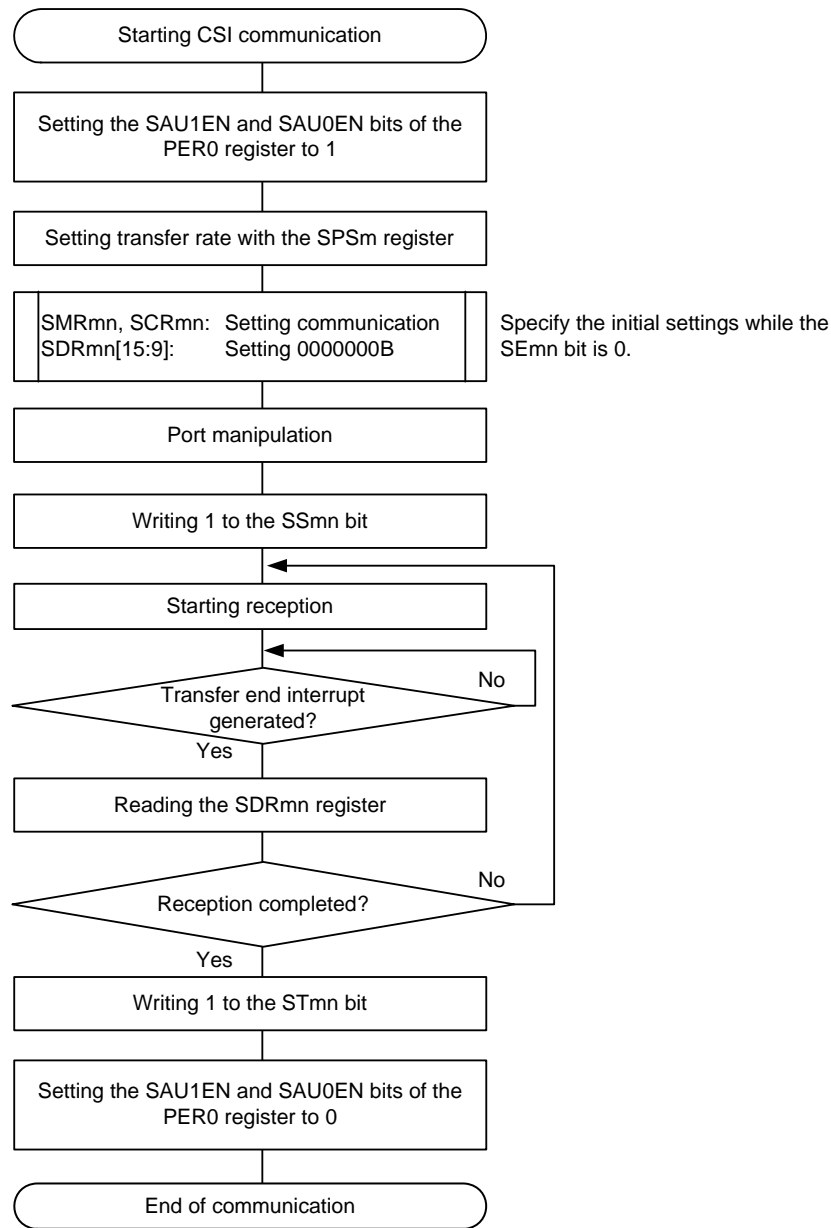 Starting CSI communication
Setting the SAU1EN and SAU0EN bits of the
PER0 register to 1
Setting transfer rate with the SPSm register
SMRmn, SCRmn: Setting communication
SDRmn[15:9]: Setting 0000000B
Specify the initial settings while the
SEmn bit is 0.
Port manipulation
Writing 1 to the SSmn bit
Starting reception
No
Transfer end interrupt
generated?
Yes
Reading the SDRmn register
No
Reception completed?
Yes
Writing 1 to the STmn bit
Setting the SAU1EN and SAU0EN bits of the
PER0 register to 0
End of communication